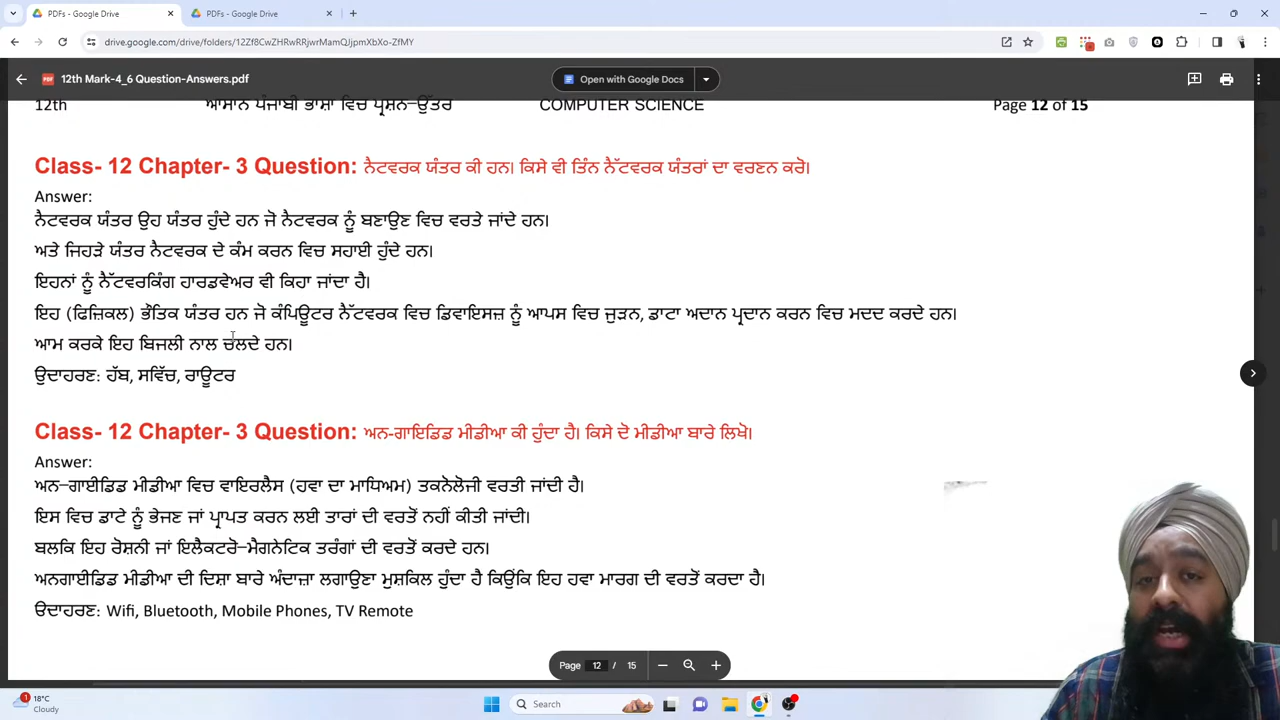 PDFs - Google Drive
PDFs - Google Drive
drive.google.com/drive/folders/12Zf8CwZHRwRRjwrMamQJjpmXbXo-ZfMY
12th Mark-4_6 Question-Answers.pdf
Open with Google Docs
12th ਆਸਾਨ ਪੰਜਾਬੀ ਭਾਸ਼ਾ ਵਿਚ ਪ੍ਰਸ਼ਨ-ਉੱਤਰ COMPUTER SCIENCE Page 12 of 15
Class- 12 Chapter- 3 Question: ਨੈਟਵਰਕ ਯੰਤਰ ਕੀ ਹਨ। ਕਿਸੇ ਵੀ ਤਿੰਨ ਨੈੱਟਵਰਕ ਯੰਤਰਾਂ ਦਾ ਵਰਣਨ ਕਰੋ।
Answer:
ਨੈਟਵਰਕ ਯੰਤਰ ਉਹ ਯੰਤਰ ਹੁੰਦੇ ਹਨ ਜੋ ਨੈਟਵਰਕ ਨੂੰ ਬਣਾਉਣ ਵਿਚ ਵਰਤੇ ਜਾਂਦੇ ਹਨ।
ਅਤੇ ਜਿਹੜੇ ਯੰਤਰ ਨੈਟਵਰਕ ਦੇ ਕੰਮ ਕਰਨ ਵਿਚ ਸਹਾਈ ਹੁੰਦੇ ਹਨ।
ਇਹਨਾਂ ਨੂੰ ਨੈੱਟਵਰਕਿੰਗ ਹਾਰਡਵੇਅਰ ਵੀ ਕਿਹਾ ਜਾਂਦਾ ਹੈ।
ਇਹ (ਫਿਜ਼ਿਕਲ) ਭੌਤਿਕ ਯੰਤਰ ਹਨ ਜੋ ਕੰਪਿਊਟਰ ਨੈੱਟਵਰਕ ਵਿਚ ਡਿਵਾਇਸਜ਼ ਨੂੰ ਆਪਸ ਵਿਚ ਜੁੜਨ, ਡਾਟਾ ਅਦਾਨ ਪ੍ਰਦਾਨ ਕਰਨ ਵਿਚ ਮਦਦ ਕਰਦੇ ਹਨ।
ਆਮ ਕਰਕੇ ਇਹ ਬਿਜਲੀ ਨਾਲ ਚੱਲਦੇ ਹਨ।
ਉਦਾਹਰਣ: ਹੱਬ, ਸਵਿੱਚ, ਰਾਊਟਰ
Class- 12 Chapter- 3 Question: ਅਨ-ਗਾਇਡਿਡ ਮੀਡੀਆ ਕੀ ਹੁੰਦਾ ਹੈ। ਕਿਸੇ ਦੋ ਮੀਡੀਆ ਬਾਰੇ ਲਿਖੋ।
Answer:
ਅਨ-ਗਾਈਡਿਡ ਮੀਡੀਆ ਵਿਚ ਵਾਇਰਲੈਸ (ਹਵਾ ਦਾ ਮਾਧਿਅਮ) ਤਕਨੋਲੋਜੀ ਵਰਤੀ ਜਾਂਦੀ ਹੈ।
ਇਸ ਵਿਚ ਡਾਟੇ ਨੂੰ ਭੇਜਣ ਜਾਂ ਪ੍ਰਾਪਤ ਕਰਨ ਲਈ ਤਾਰਾਂ ਦੀ ਵਰਤੋਂ ਨਹੀਂ ਕੀਤੀ ਜਾਂਦੀ।
ਬਲਕਿ ਇਹ ਰੋਸ਼ਨੀ ਜਾਂ ਇਲੈਕਟਰੋ-ਮੈਗਨੇਟਿਕ ਤਰੰਗਾਂ ਦੀ ਵਰਤੋਂ ਕਰਦੇ ਹਨ।
ਅਨਗਾਇਡਿਡ ਮੀਡੀਆ ਦੀ ਦਿਸ਼ਾ ਬਾਰੇ ਅੰਦਾਜ਼ਾ ਲਗਾਉਣਾ ਮੁਸ਼ਕਿਲ ਹੁੰਦਾ ਹੈ ਕਿਉਂਕਿ ਇਹ ਹਵਾ ਮਾਰਗ ਦੀ ਵਰਤੋਂ ਕਰਦਾ ਹੈ।
ੳਦਾਹਰਣ: Wifi, Bluetooth, Mobile Phones, TV Remote
Page 12 / 15
1
18°C
Cloudy
Search